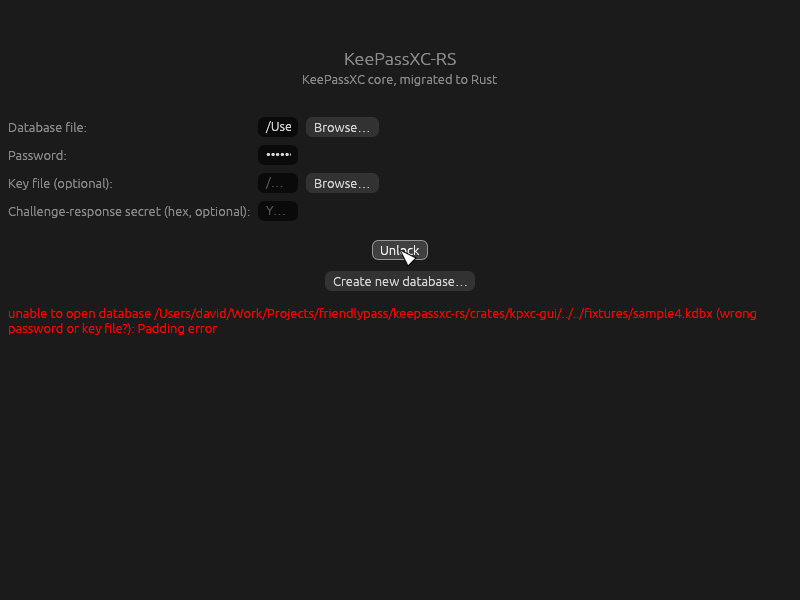 KeePassXC-RS
KeePassXC core, migrated to Rust
Database file: /Use Browse...
Password: •••••
Key file (optional): /... Browse...
Challenge-response secret (hex, optional): Y...
Unlock
Create new database...
unable to open database /Users/david/Work/Projects/friendlypass/keepassxc-rs/crates/kpxc-gui/../../fixtures/sample4.kdbx (wrong
password or key file?): Padding error